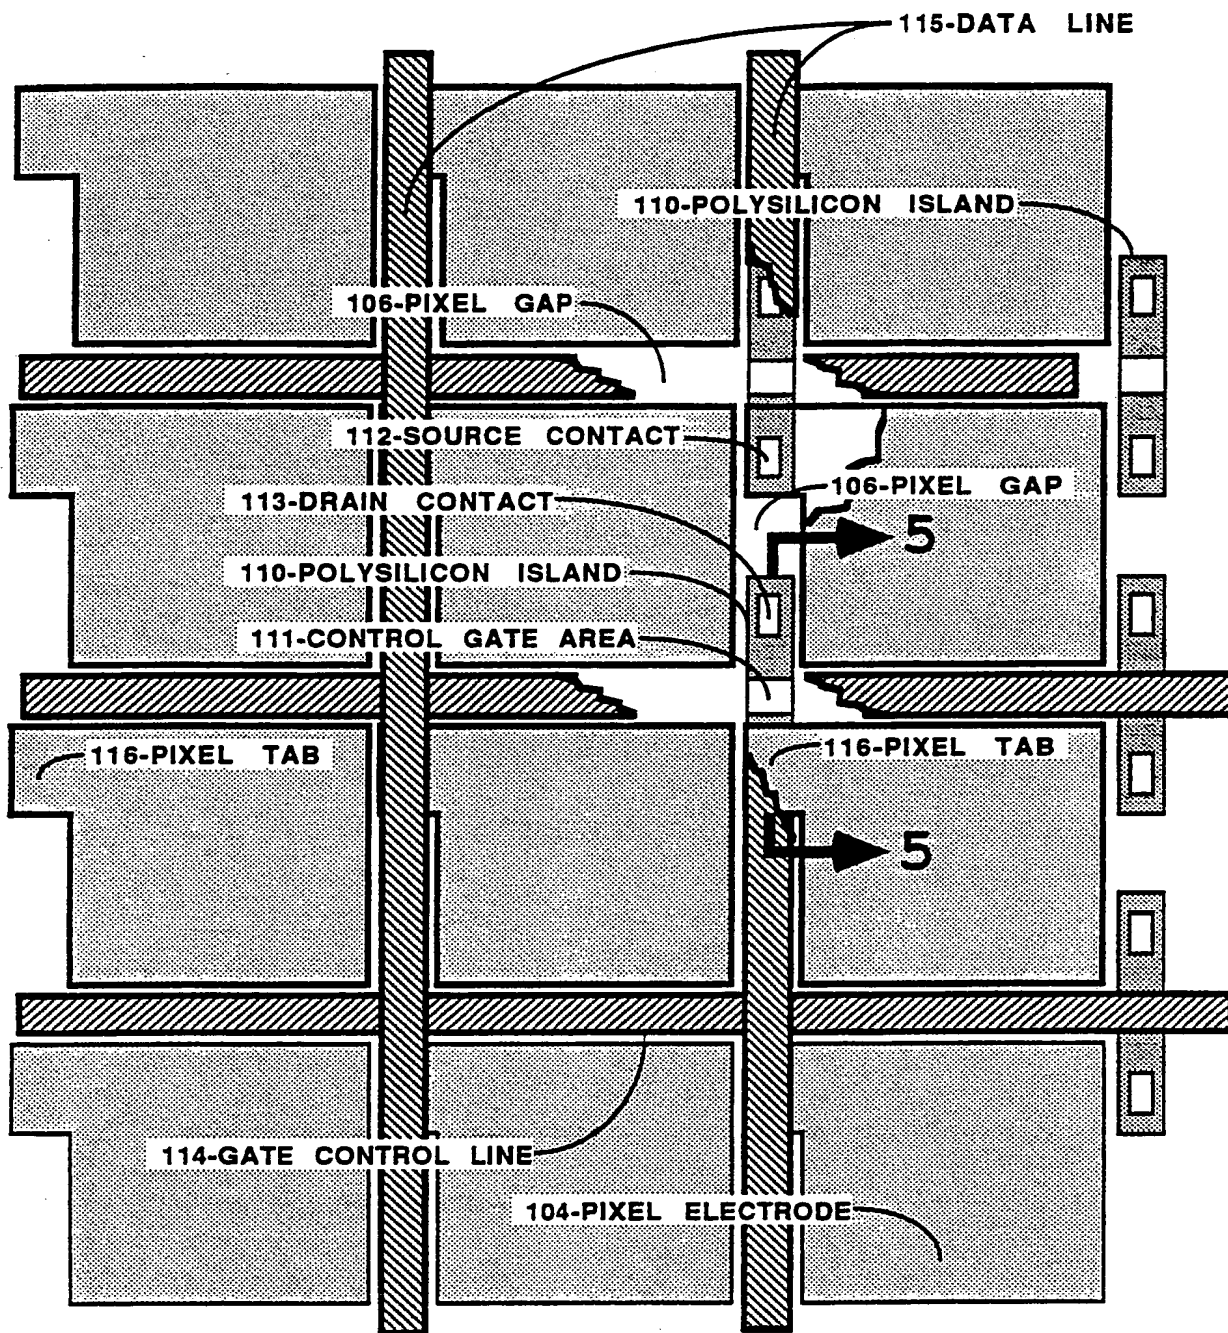 115-DATA LINE
110-POLYSILICON ISLAND
106-PIXEL GAP
112-SOURCE CONTACT
106-PIXEL GAP
113-DRAIN CONTACT
5
110-POLYSILICON ISLAND
111-CONTROL GATE AREA
116-PIXEL TAB
116-PIXEL TAB
5
114-GATE CONTROL LINE
104-PIXEL ELECTRODE